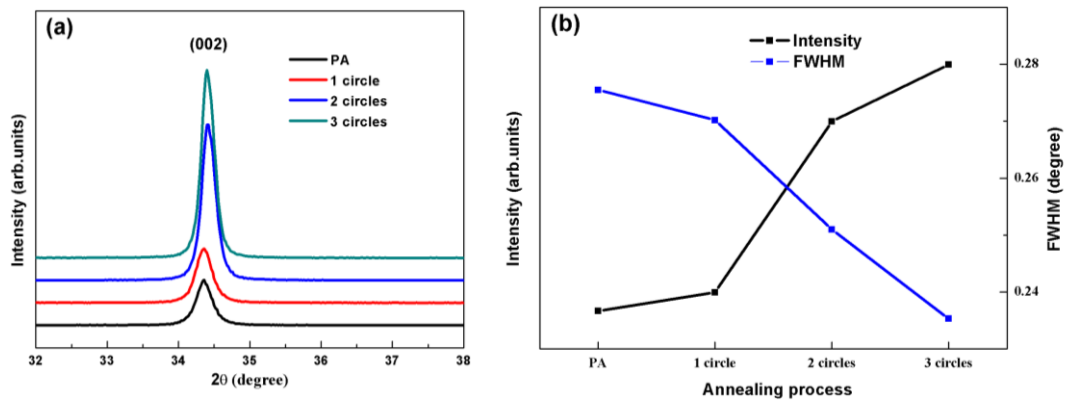 (a)
(002)
PA
1 circle
2 circles
3 circles
Intensity (arb.units)
32 33 34 35 36 37 38
2θ (degree)
(b)
Intensity
FWHM
Intensity (arb.units)
0.28
0.26
0.24
FWHM (degree)
PA 1 circle 2 circles 3 circles
Annealing process